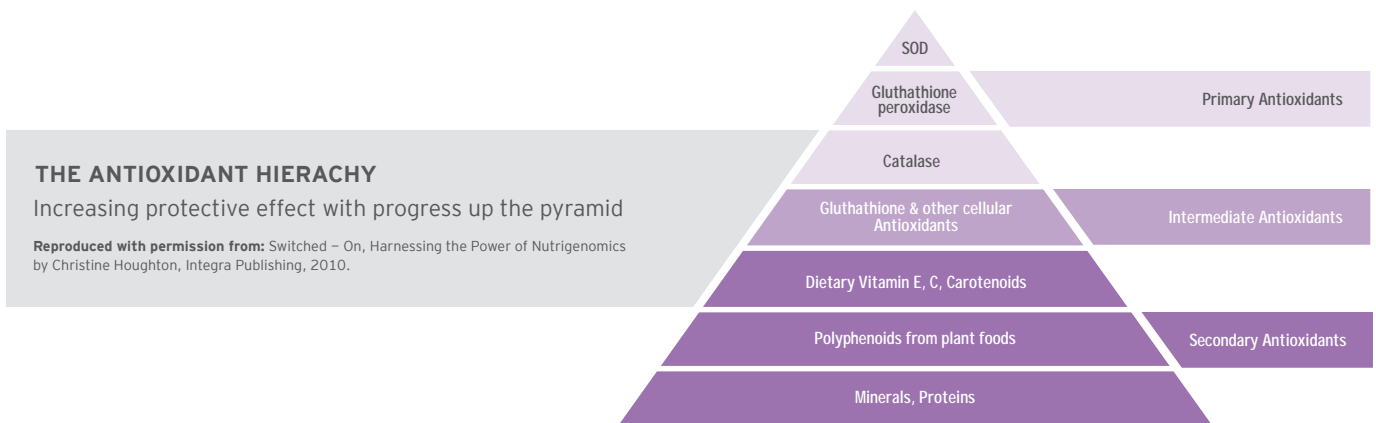 SOD
Gluthathione
peroxidase
Primary Antioxidants
Catalase
THE ANTIOXIDANT HIERACHY
Increasing protective effect with progress up the pyramid
Reproduced with permission from: Switched – On, Harnessing the Power of Nutrigenomics
by Christine Houghton, Integra Publishing, 2010.
Gluthathione & other cellular
Antioxidants
Intermediate Antioxidants
Dietary Vitamin E, C, Carotenoids
Polyphenoids from plant foods
Secondary Antioxidants
Minerals, Proteins